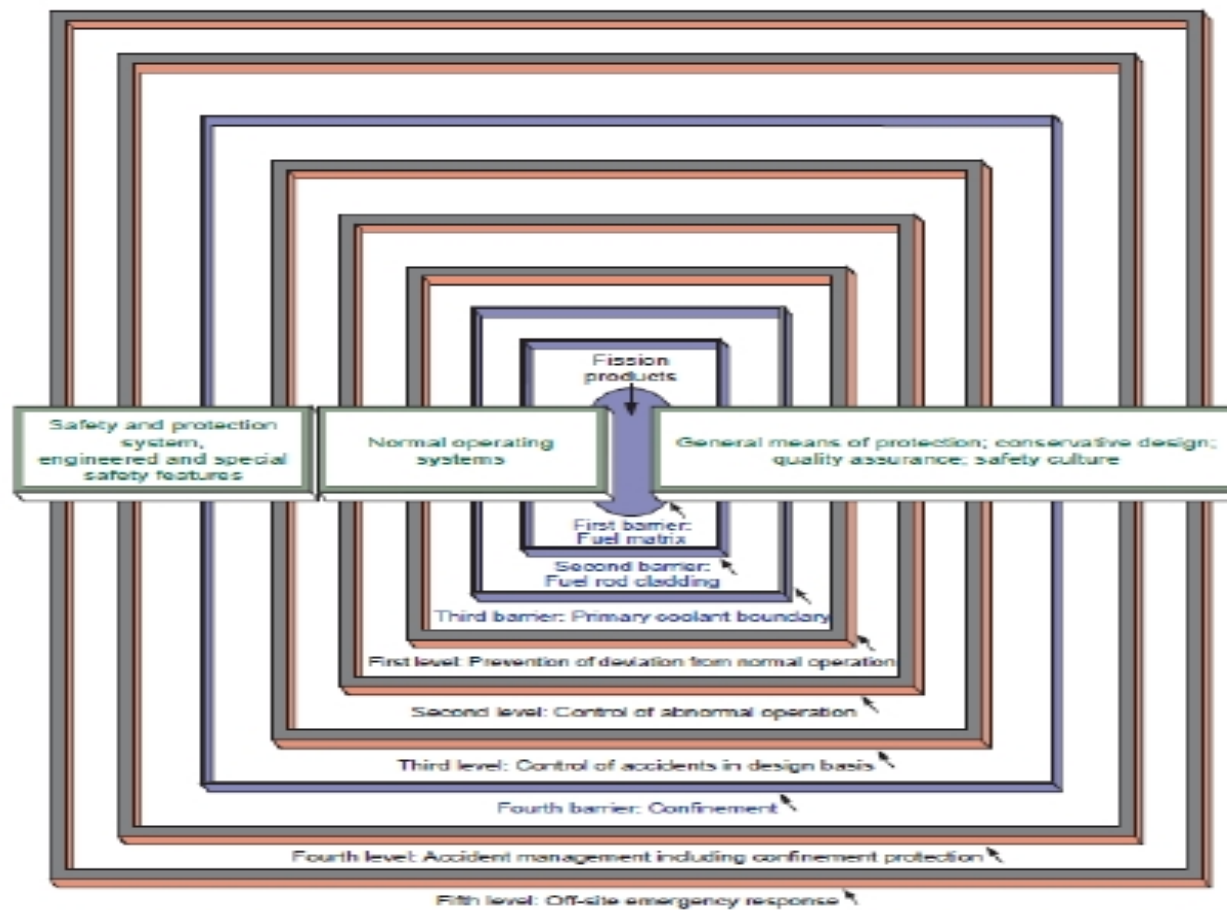 Fission
products
Safety and protection
system,
engineered and special
safety features
Normal operating
systems
General means of protection; conservative design;
quality assurance; safety culture
First barrier:
Fuel matrix
Second barrier:
Fuel rod cladding
Third barrier: Primary coolant boundary
First level: Prevention of deviation from normal operation
Second level: Control of abnormal operation
Third level: Control of accidents in design basis
Fourth barrier: Confinement
Fourth level: Accident management including confinement protection
Fifth level: Off-site emergency response